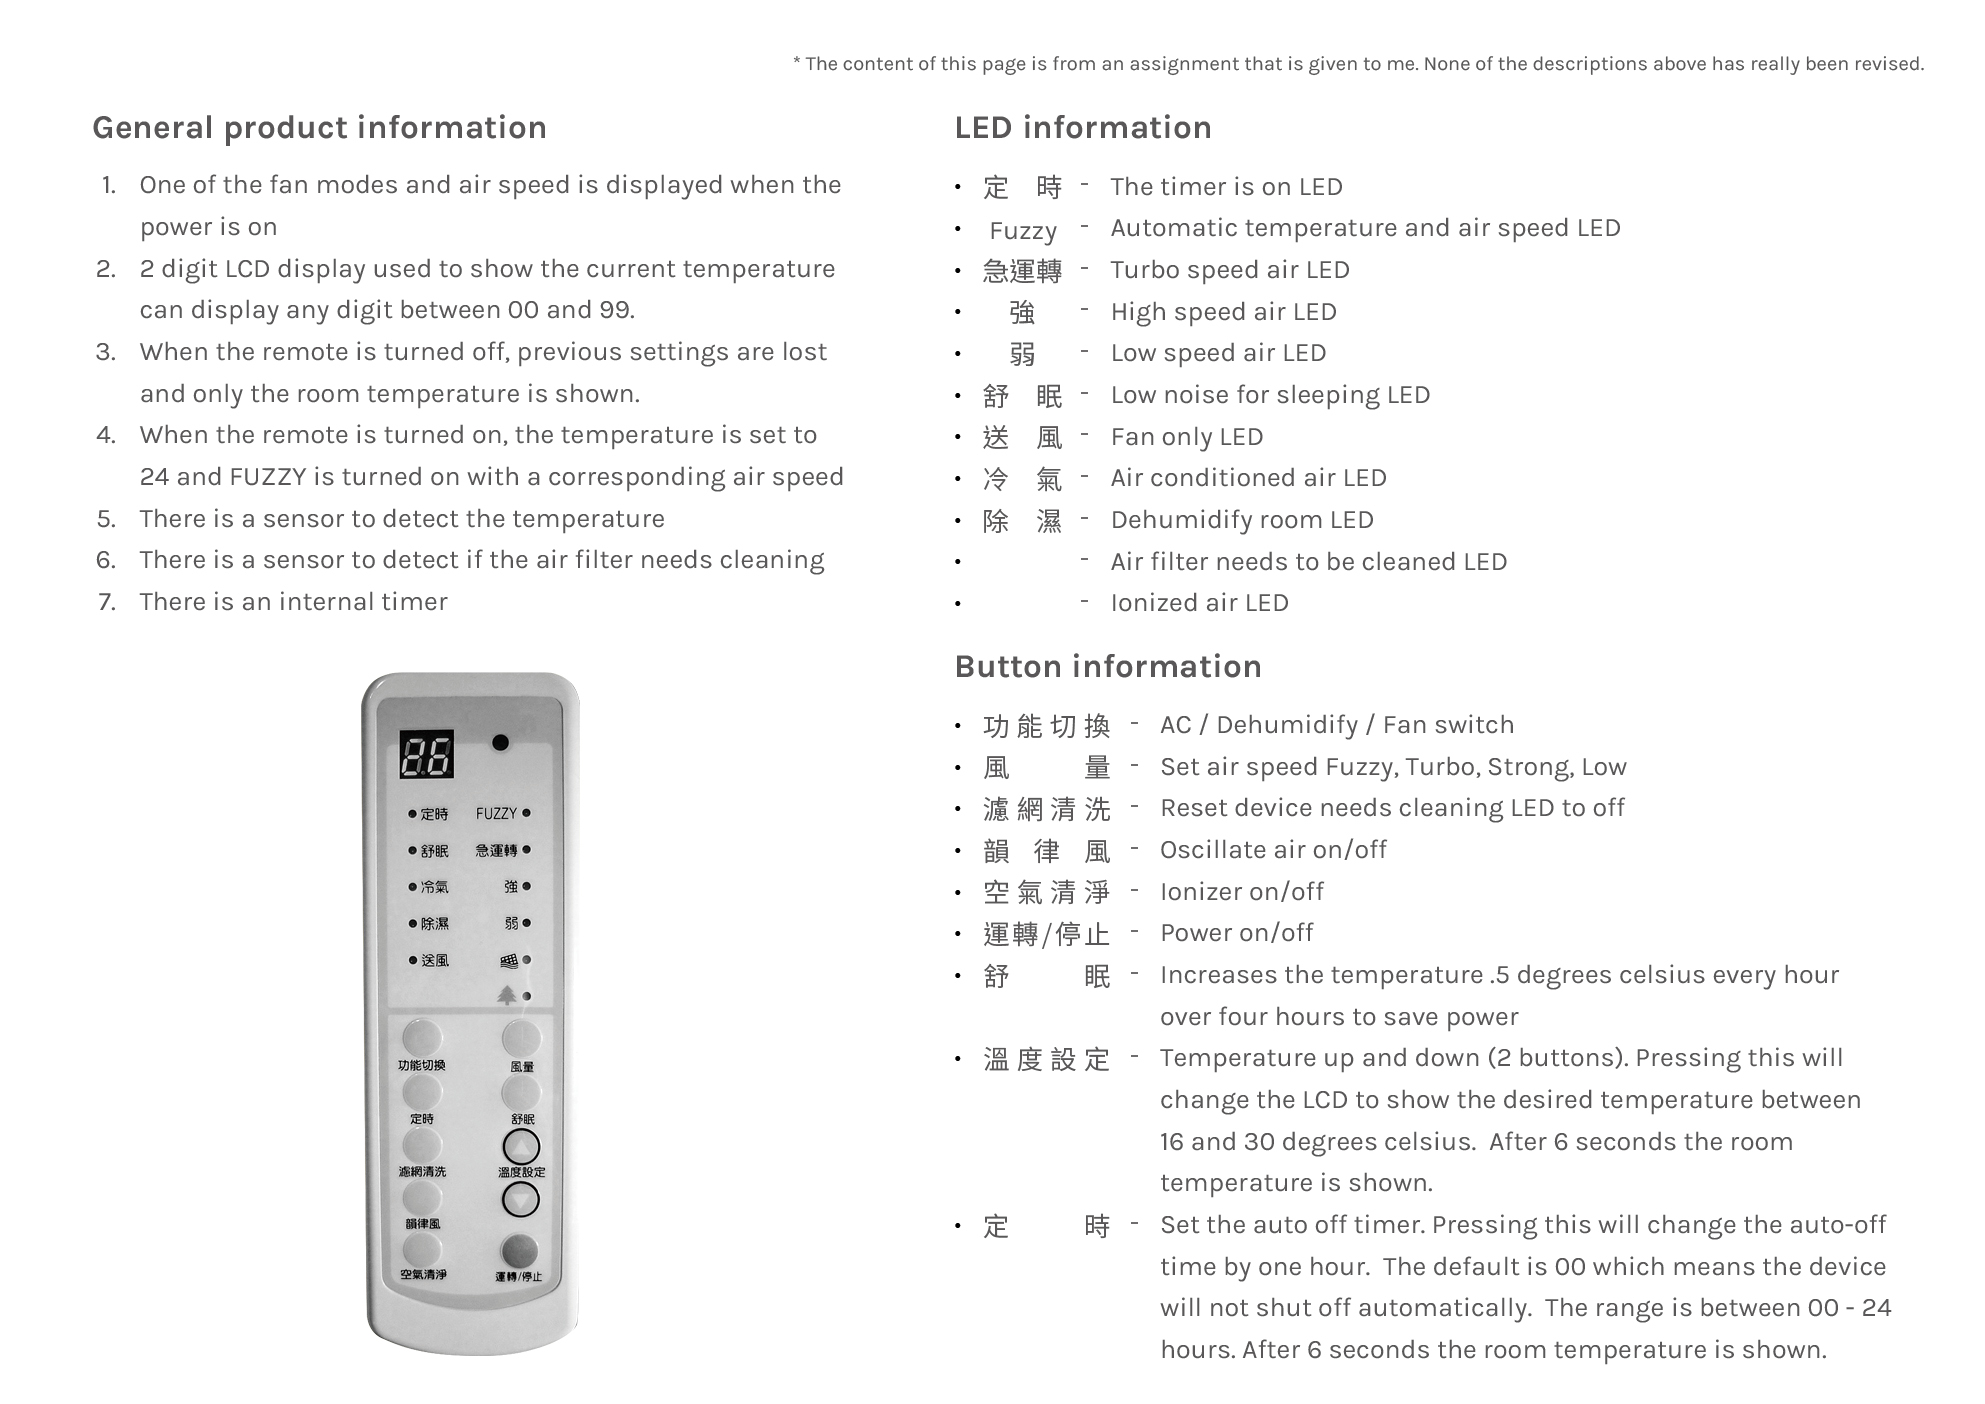 * The content of this page is from an assignment that is given to me. None of the descriptions above has really been revised.
General product information
1. One of the fan modes and air speed is displayed when the
power is on
2. 2 digit LCD display used to show the current temperature
can display any digit between 00 and 99.
3. When the remote is turned off, previous settings are lost
and only the room temperature is shown.
4. When the remote is turned on, the temperature is set to
24 and FUZZY is turned on with a corresponding air speed
5. There is a sensor to detect the temperature
6. There is a sensor to detect if the air filter needs cleaning
7. There is an internal timer
26
定時 FUZZY
舒眠 急運轉
冷氣 強
除濕 弱
送風
功能切換 風量
定時 舒眠
濾網清洗 溫度設定
韻律風
空氣清淨 運轉/停止
LED information
• 定 時 - The timer is on LED
• Fuzzy - Automatic temperature and air speed LED
• 急運轉 - Turbo speed air LED
• 強 - High speed air LED
• 弱 - Low speed air LED
• 舒 眠 - Low noise for sleeping LED
• 送 風 - Fan only LED
• 冷 氣 - Air conditioned air LED
• 除 濕 - Dehumidify room LED
• - Air filter needs to be cleaned LED
• - Ionized air LED
Button information
• 功能切換 - AC / Dehumidify / Fan switch
• 風 量 - Set air speed Fuzzy, Turbo, Strong, Low
• 濾網清洗 - Reset device needs cleaning LED to off
• 韻律風 - Oscillate air on/off
• 空氣清淨 - Ionizer on/off
• 運轉/停止 - Power on/off
• 舒 眠 - Increases the temperature .5 degrees celsius every hour
over four hours to save power
• 溫度設定 - Temperature up and down (2 buttons). Pressing this will
change the LCD to show the desired temperature between
16 and 30 degrees celsius. After 6 seconds the room
temperature is shown.
• 定 時 - Set the auto off timer. Pressing this will change the auto-off
time by one hour. The default is 00 which means the device
will not shut off automatically. The range is between 00 - 24
hours. After 6 seconds the room temperature is shown.